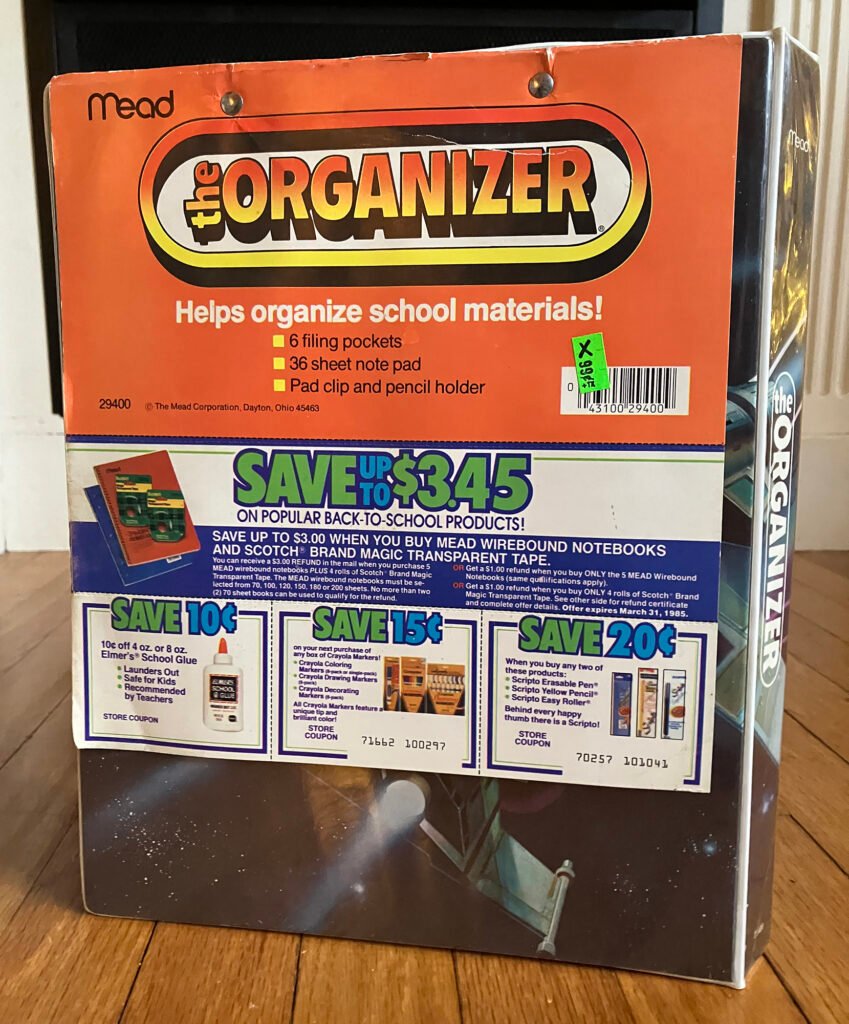 Mead
the ORGANIZER®
Helps organize school materials!
6 filing pockets
36 sheet note pad
Pad clip and pencil holder
29400 © The Mead Corporation, Dayton, Ohio 45463
X
0 43100 29400
SAVE UP TO $3.45
ON POPULAR BACK-TO-SCHOOL PRODUCTS!
SAVE UP TO $3.00 WHEN YOU BUY MEAD WIREBOUND NOTEBOOKS
AND SCOTCH® BRAND MAGIC TRANSPARENT TAPE.
You can receive a $3.00 REFUND in the mail when you purchase 5
MEAD wirebound notebooks PLUS 4 rolls of Scotch® Brand Magic
Transparent Tape. The MEAD wirebound notebooks must be se-
lected from 70, 100, 120, 150, 180 or 200 sheets. No more than two
(2) 70 sheet books can be used to qualify for the refund.
OR Get a $1.00 refund when you buy ONLY the 5 MEAD Wirebound
Notebooks (same qualifications apply).
OR Get a $1.00 refund when you buy ONLY 4 rolls of Scotch® Brand
Magic Transparent Tape. See other side for refund certificate
and complete offer details. Offer expires March 31, 1985.
SAVE 10¢
10¢ off 4 oz. or 8 oz.
Elmer's® School Glue
• Launders Out
• Safe for Kids
• Recommended
by Teachers
STORE COUPON
ELMER'S
SCHOOL
GLUE
SAVE 15¢
on your next purchase of
any box of Crayola Markers!
• Crayola Coloring
Markers (8-pack or single-pack)
• Crayola Drawing Markers
(8-pack)
• Crayola Decorating
Markers (6-pack)
All Crayola Markers feature a
unique tip and
brilliant color!
STORE
COUPON
71662 100297
SAVE 20¢
When you buy any two of
these products:
• Scripto Erasable Pen®
• Scripto Yellow Pencil®
• Scripto Easy Roller®
Behind every happy
thumb there is a Scripto!
STORE
COUPON
70257 101041
Mead
the ORGANIZER